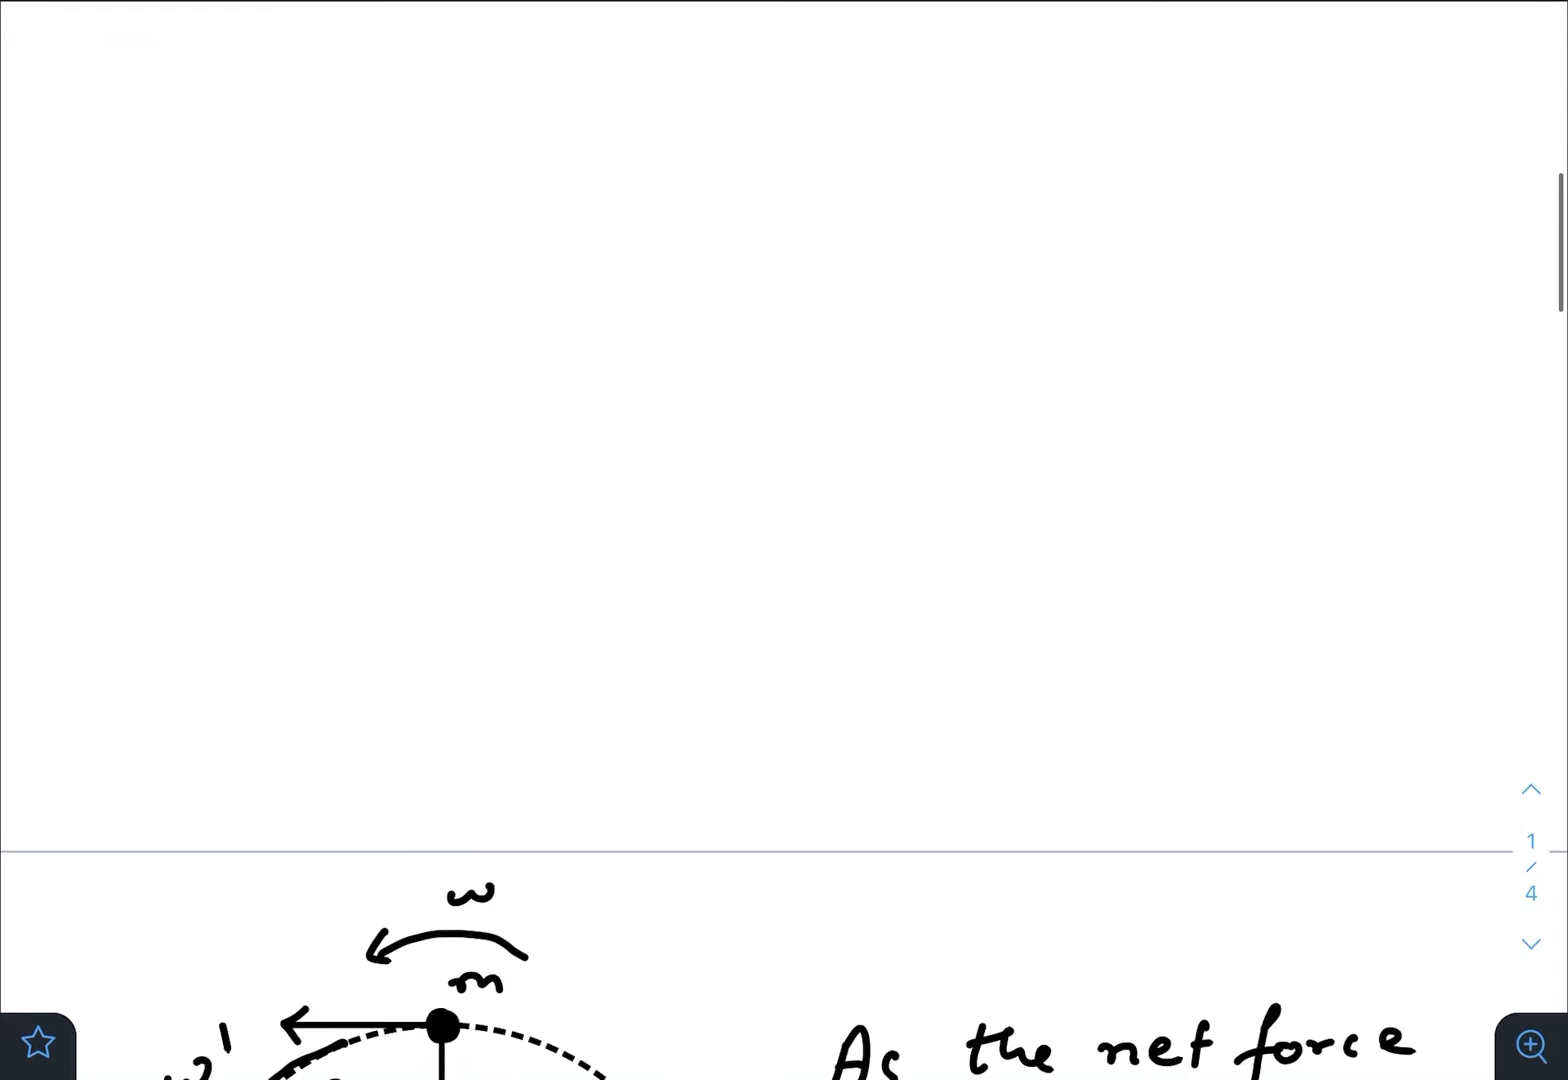 1
/
4
ω
m
As the net force